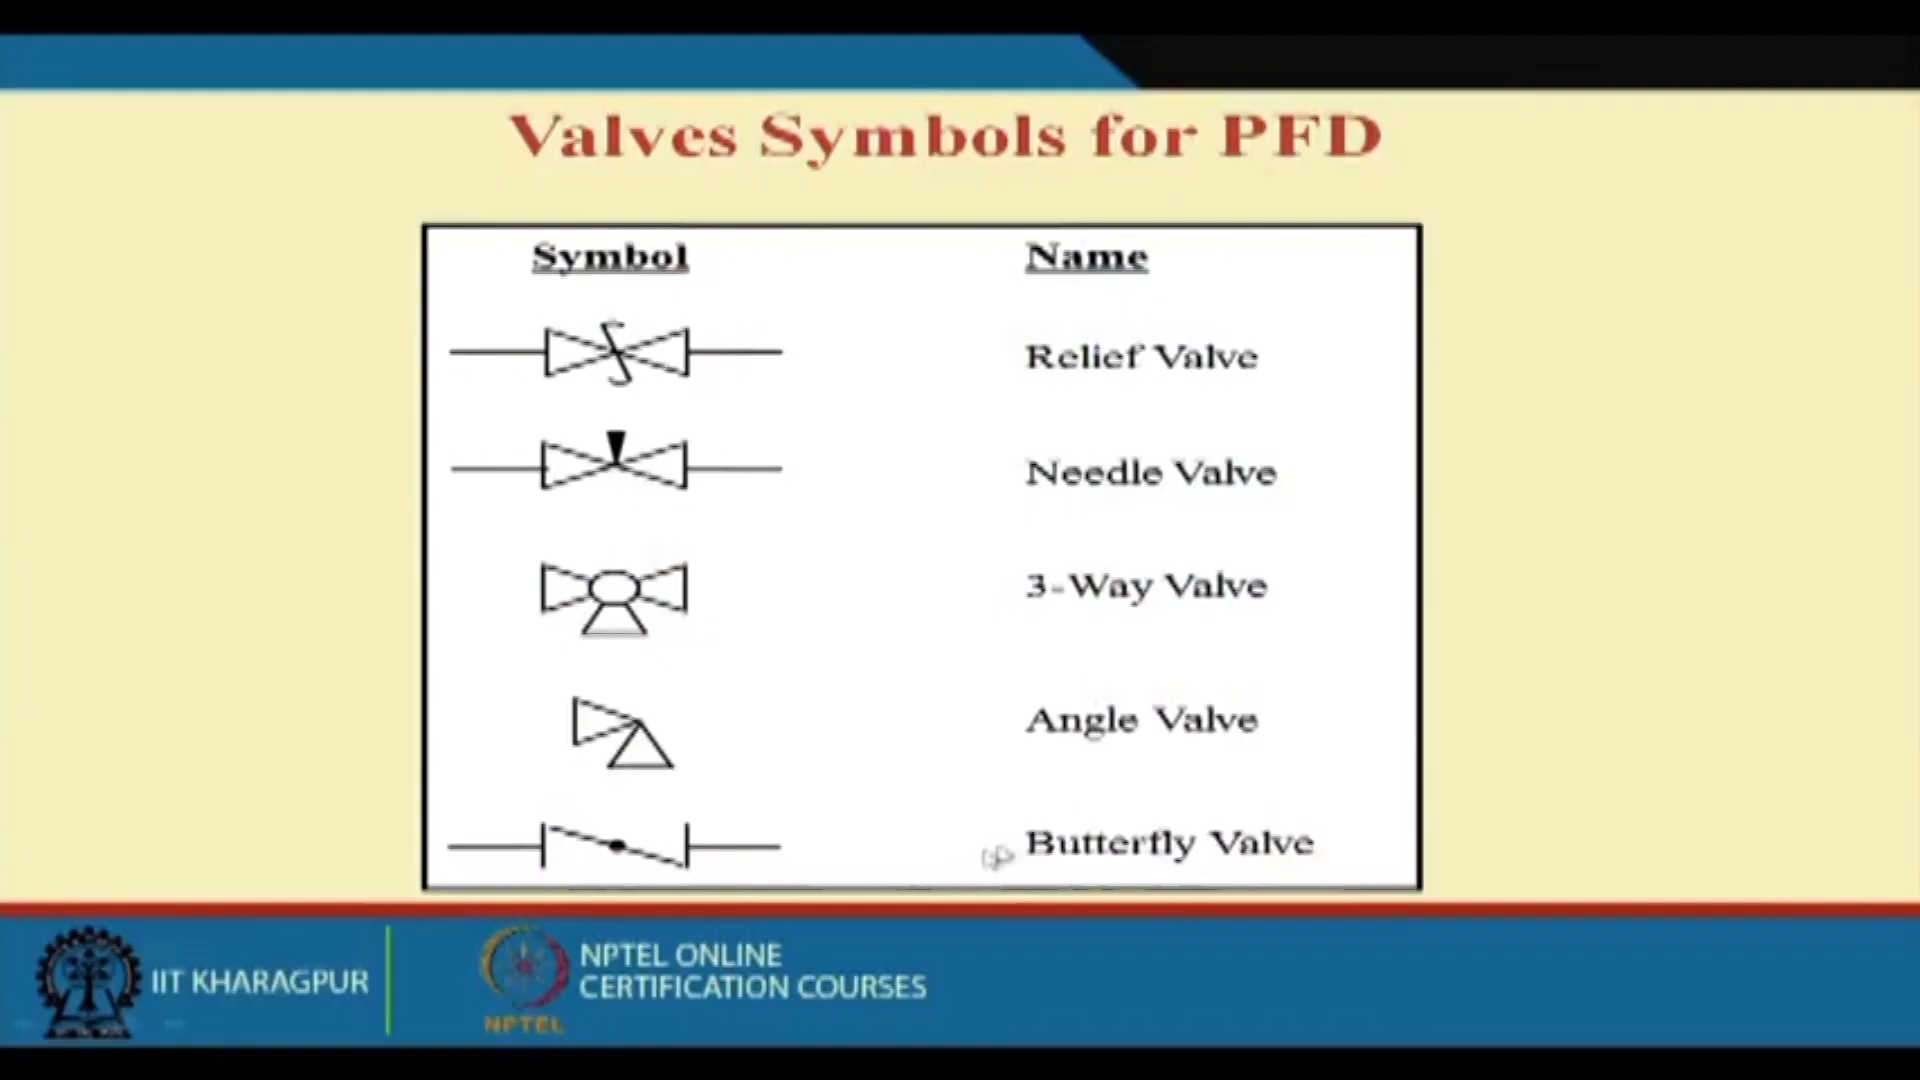 Valves Symbols for PFD
Symbol Name
Relief Valve
Needle Valve
3-Way Valve
Angle Valve
Butterfly Valve
IIT KHARAGPUR
NPTEL ONLINE
CERTIFICATION COURSES
NPTEL